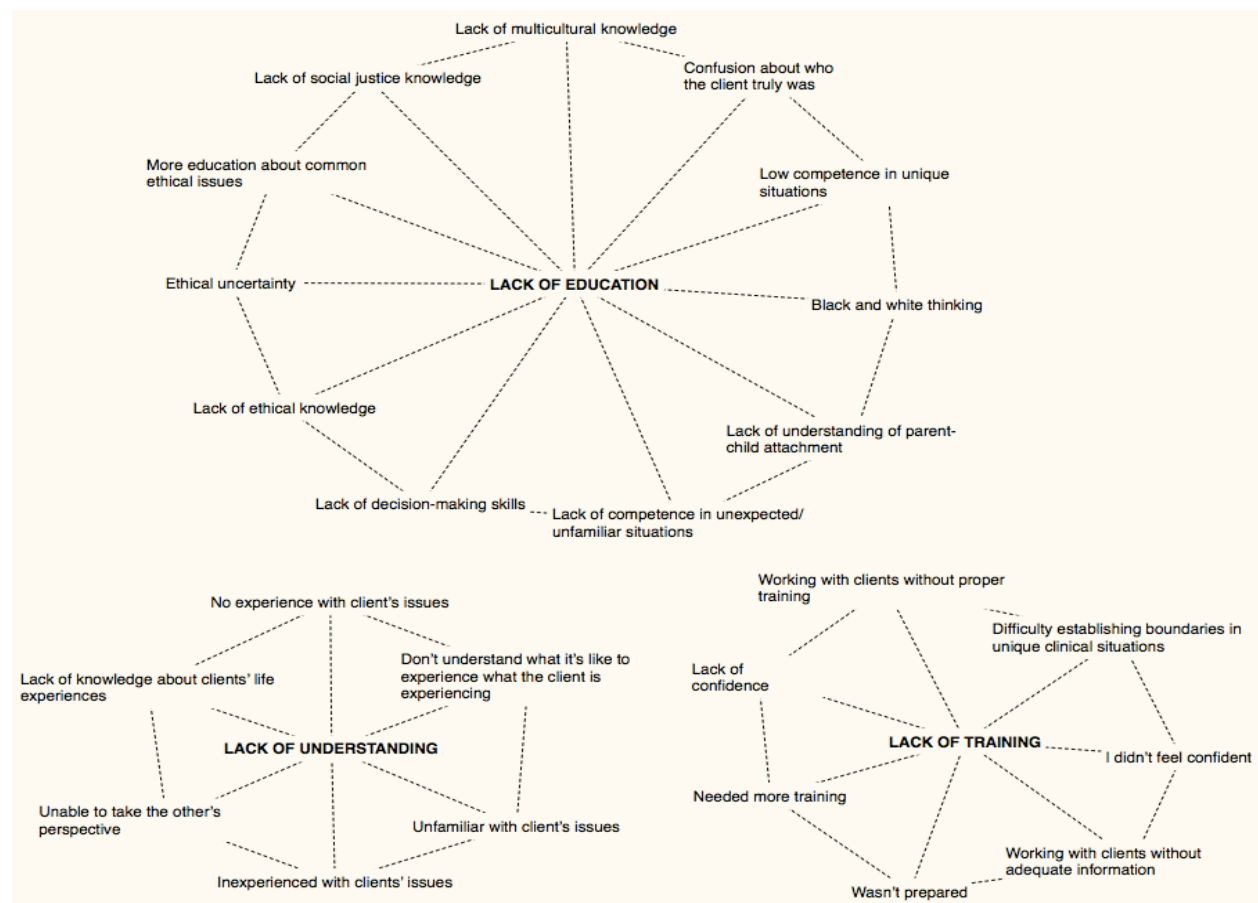 Lack of multicultural knowledge
Lack of social justice knowledge
Confusion about who
the client truly was
More education about common
ethical issues
Low competence in unique
situations
Ethical uncertainty
LACK OF EDUCATION
Black and white thinking
Lack of ethical knowledge
Lack of understanding of parent-
child attachment
Lack of decision-making skills
Lack of competence in unexpected/
unfamiliar situations
No experience with client's issues
Lack of knowledge about clients' life
experiences
Don't understand what it's like to
experience what the client is
experiencing
LACK OF UNDERSTANDING
Unable to take the other's
perspective
Unfamiliar with client's issues
Inexperienced with clients' issues
Working with clients without proper
training
Difficulty establishing boundaries in
unique clinical situations
Lack of
confidence
LACK OF TRAINING
I didn't feel confident
Needed more training
Working with clients without
adequate information
Wasn't prepared